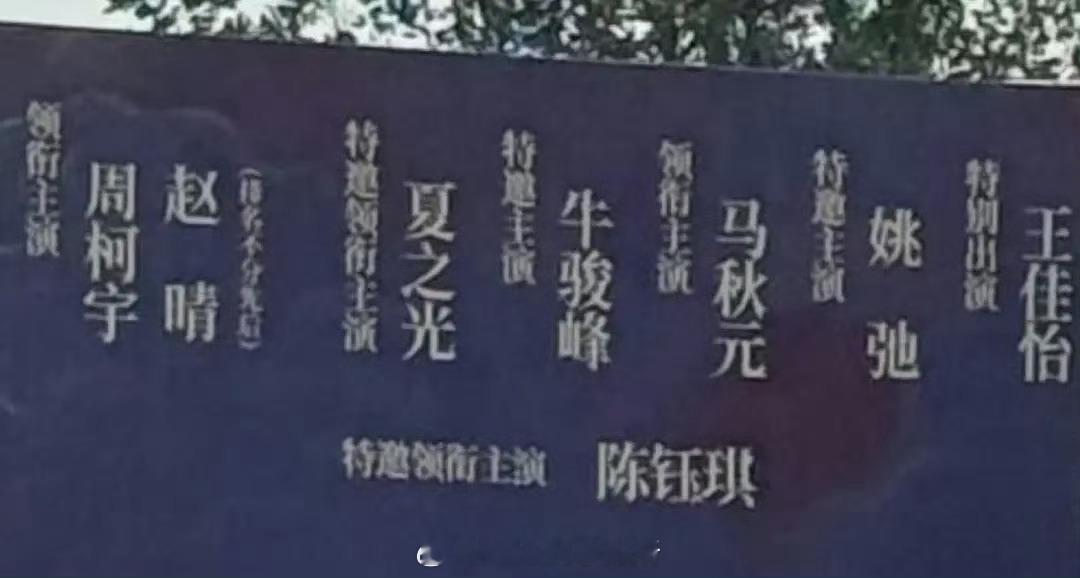 领衔主演
周柯宇
赵晴
（排名不分先后）
特邀领衔主演
夏之光
特邀主演
牛骏峰
领衔主演
马秋元
特邀主演
姚弛
特别出演
王佳怡
特邀领衔主演 陈钰琪